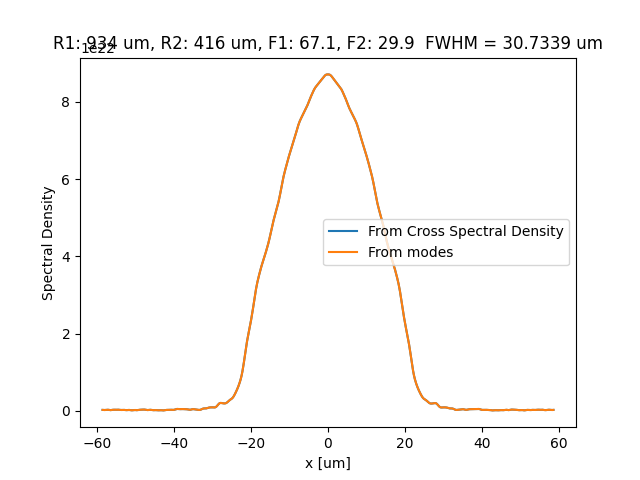 R1: 934 um, R2: 416 um, F1: 67.1, F2: 29.9  FWHM = 30.7339 um
1e22
8
6
4
2
0
Spectral Density
From Cross Spectral Density
From modes
−60 −40 −20 0 20 40 60
x [um]